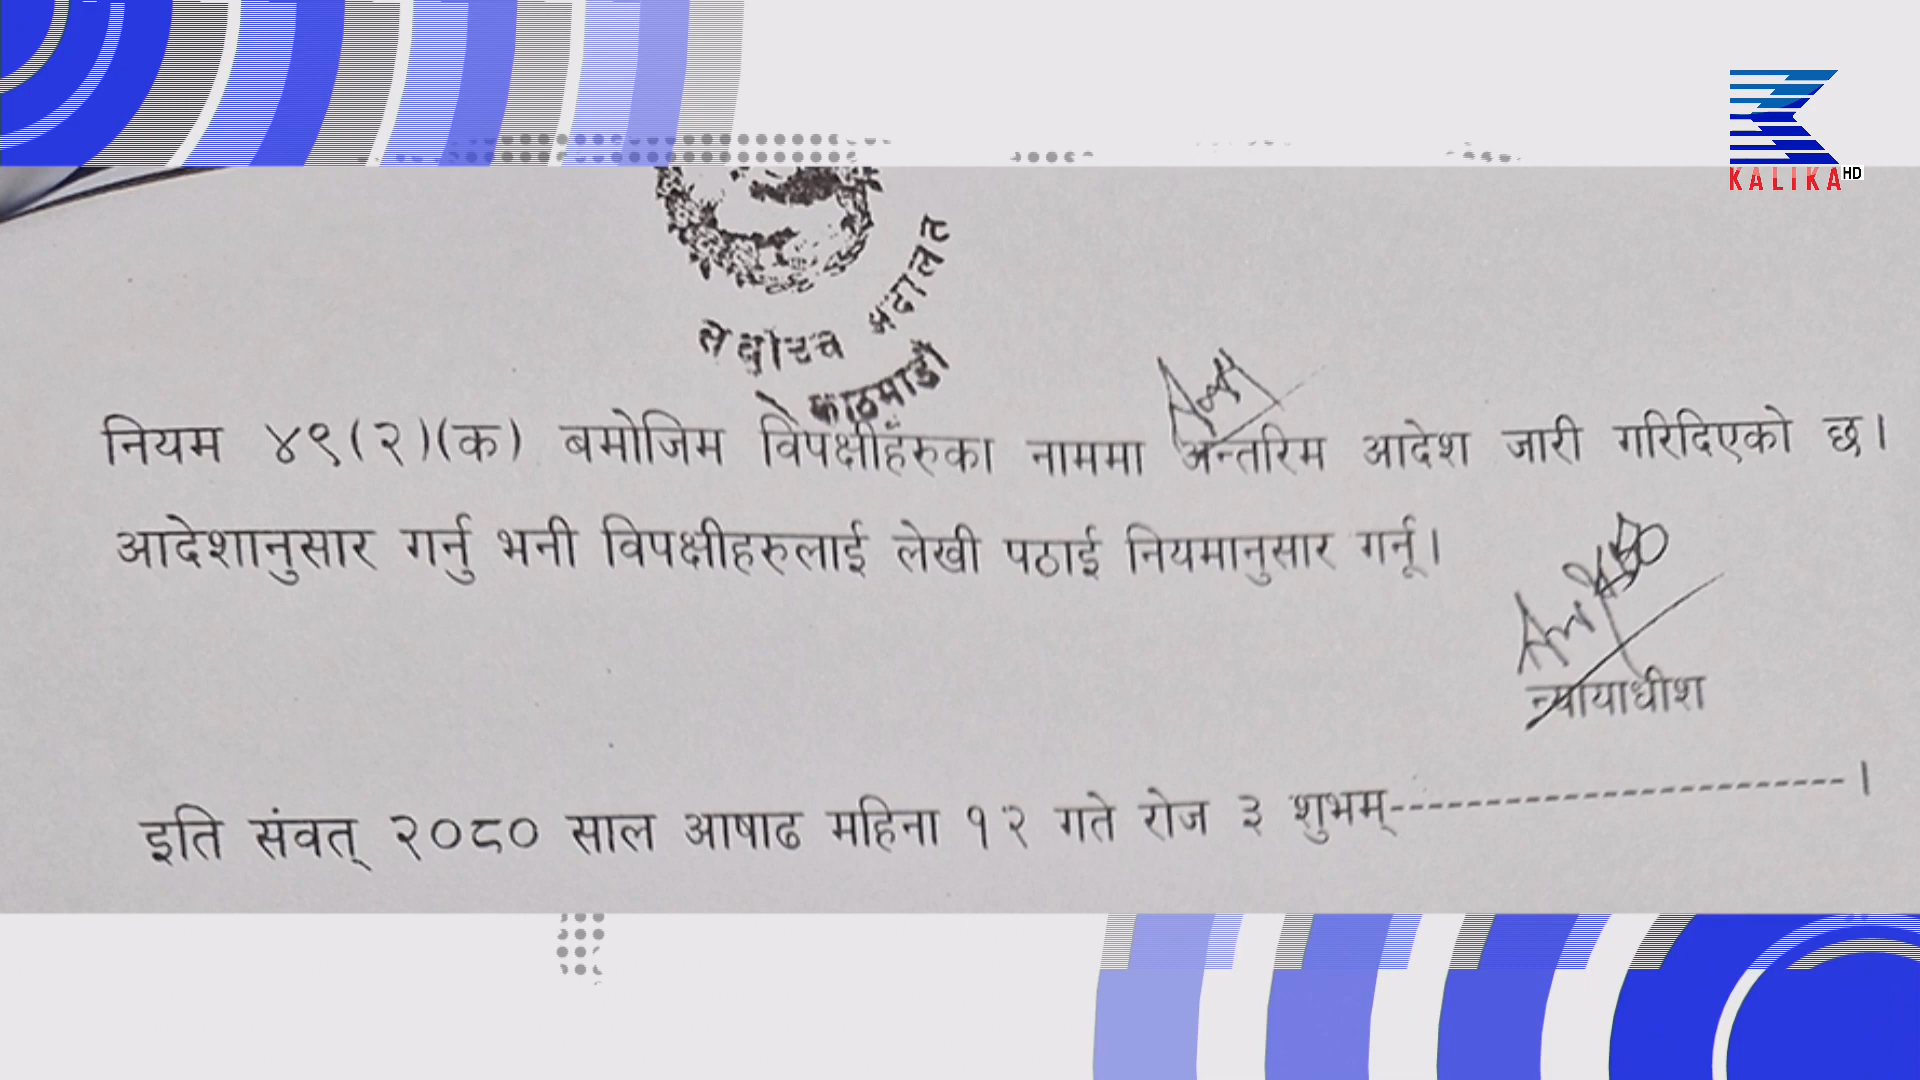 KALIKA HD
सर्वोच्च अदालत
काठमाडौं
नियम ४९(२)(क) बमोजिम विपक्षीहरुका नाममा अन्तरिम आदेश जारी गरिदिएको छ।
आदेशानुसार गर्नु भनी विपक्षीहरुलाई लेखी पठाई नियमानुसार गर्नू।
न्यायाधीश
इति संवत् २०८० साल आषाढ महिना १२ गते रोज ३ शुभम्---------------------------।